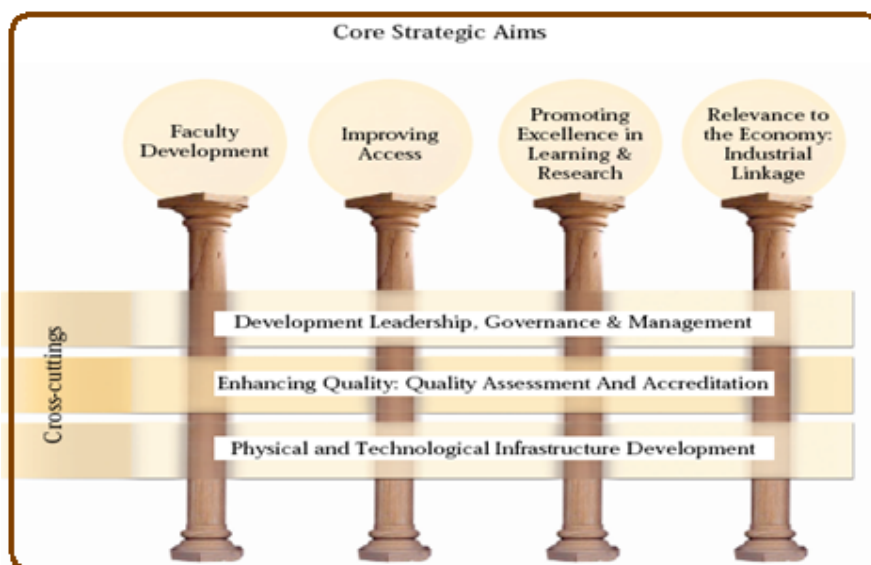 Core Strategic Aims
Faculty
Development
Improving
Access
Promoting
Excellence in
Learning &
Research
Relevance to
the Economy:
Industrial
Linkage
Cross-cuttings
Development Leadership, Governance & Management
Enhancing Quality: Quality Assessment And Accreditation
Physical and Technological Infrastructure Development